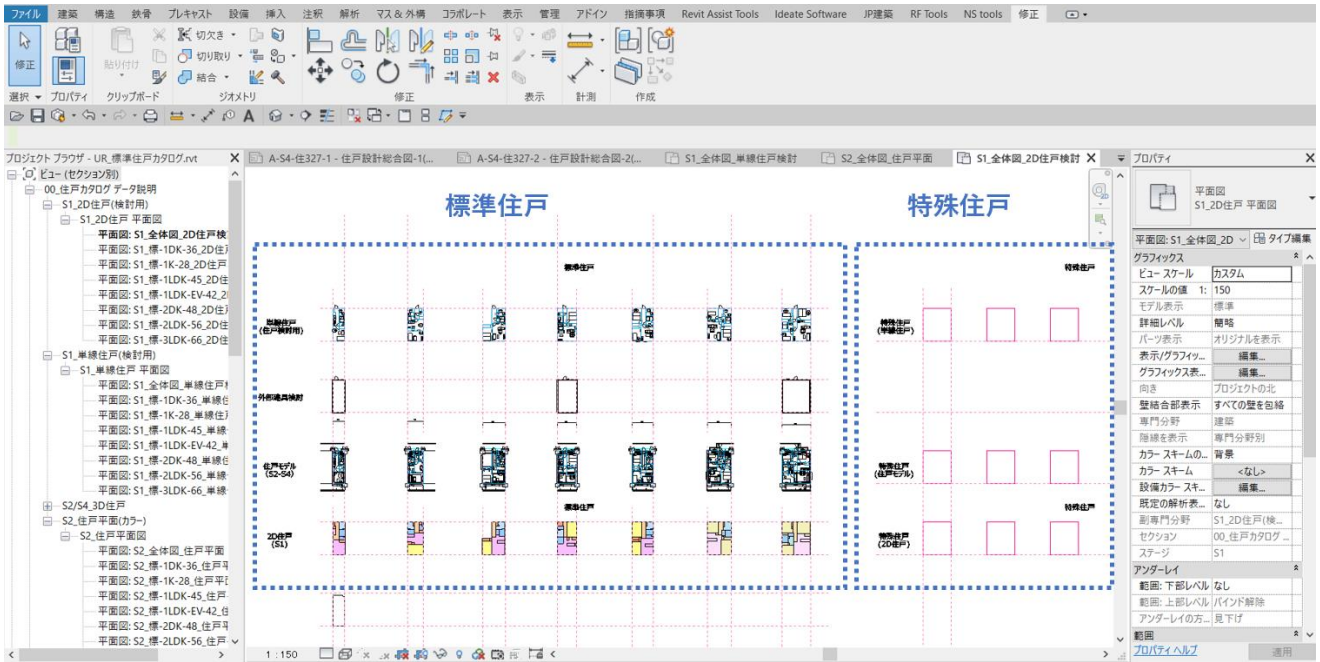 ファイル 建築 構造 鉄骨 プレキャスト 設備 挿入 注釈 解析 マス & 外構 コラボレート 表示 管理 アドイン 指摘事項 Revit Assist Tools Ideate Software JP建築 RF Tools NS tools 修正
切欠き
切り取り
修正 貼り付け
結合
選択 プロパティ クリップボード ジオメトリ 修正 表示 計測 作成
プロジェクト ブラウザ - UR_標準住戸カタログ.rvt
A-S4-住327-1 - 住戸設計総合図-1(... A-S4-住327-2 - 住戸設計総合図-2(... S1_全体図_単線住戸検討 S2_全体図_住戸平面 S1_全体図_2D住戸検討
ビュー (セクション別)
00_住戸カタログ データ説明
S1_2D住戸(検討用)
S1_2D住戸 平面図
平面図: S1_全体図_2D住戸検
平面図: S1_標-1DK-36_2D住戸
平面図: S1_標-1K-28_2D住戸
平面図: S1_標-1LDK-45_2D住
平面図: S1_標-1LDK-EV-42_2
平面図: S1_標-2DK-48_2D住戸
平面図: S1_標-2LDK-56_2D住
平面図: S1_標-3LDK-66_2D住
S1_単線住戸(検討用)
S1_単線住戸 平面図
平面図: S1_全体図_単線住戸
平面図: S1_標-1DK-36_単線住
平面図: S1_標-1K-28_単線住戸
平面図: S1_標-1LDK-45_単線
平面図: S1_標-1LDK-EV-42_単
平面図: S1_標-2DK-48_単線住
平面図: S1_標-2LDK-56_単線
平面図: S1_標-3LDK-66_単線
S2/S4_3D住戸
S2_住戸平面(カラー)
S2_住戸平面図
平面図: S2_全体図_住戸平面
平面図: S2_標-1DK-36_住戸平
平面図: S2_標-1K-28_住戸平
平面図: S2_標-1LDK-45_住戸
平面図: S2_標-1LDK-EV-42_住
平面図: S2_標-2DK-48_住戸平
平面図: S2_標-2LDK-56_住戸
標準住戸 特殊住戸
標準住戸 特殊住戸
単線住戸
(住戸検討用)
特殊住戸
(単線住戸)
外部建具検討
住戸モデル
(S2-S4)
特殊住戸
(住戸モデル)
標準住戸 特殊住戸
2D住戸
(S1)
特殊住戸
(2D住戸)
1 : 150
プロパティ
平面図
S1_2D住戸 平面図
平面図: S1_全体図_2D タイプ編集
グラフィックス
ビュー スケール カスタム
スケールの値 1: 150
モデル表示 標準
詳細レベル 簡略
パーツ表示 オリジナルを表示
表示/グラフィッ... 編集...
グラフィックス表... 編集...
向き プロジェクトの北
壁結合部表示 すべての壁を包絡
専門分野 建築
隠線を表示 専門分野別
カラー スキームの... 背景
カラー スキーム <なし>
設備カラー スキ... 編集...
既定の解析表... なし
副専門分野 S1_2D住戸(検...
セクション 00_住戸カタログ ...
ステージ S1
アンダーレイ
範囲: 下部レベル なし
範囲: 上部レベル バインド解除
アンダーレイの方... 見下げ
範囲
プロパティ ヘルプ 適用